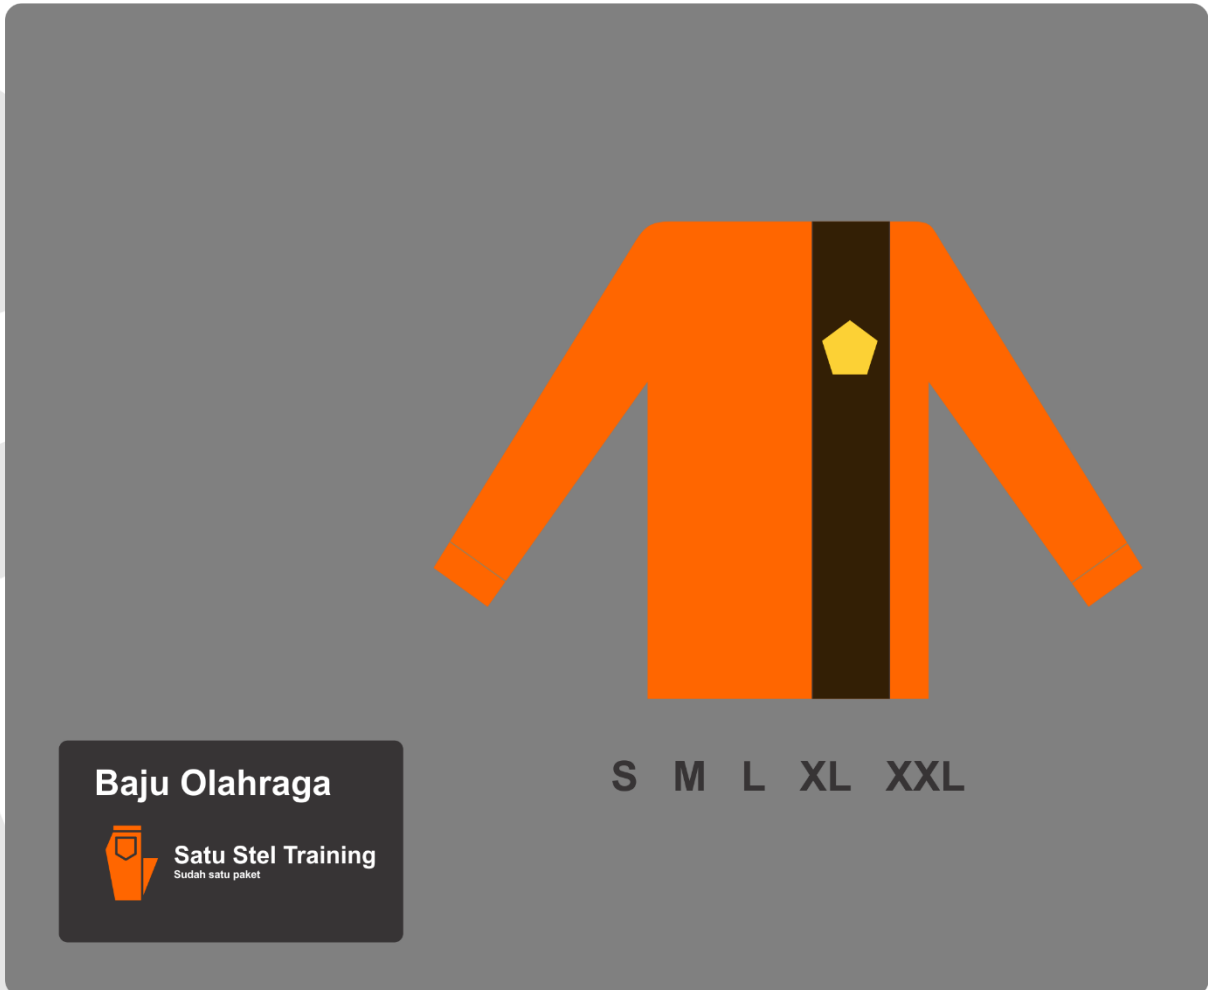 S M L XL XXL
Baju Olahraga
Satu Stel Training
Sudah satu paket